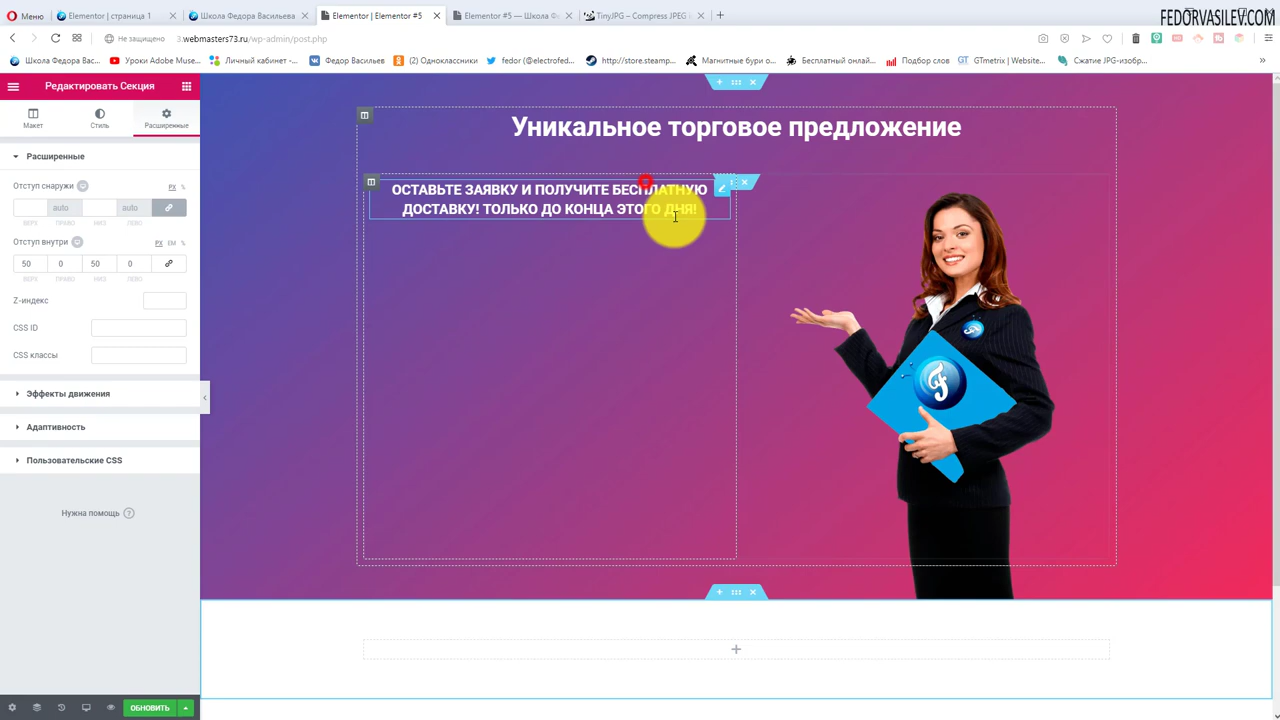 FEDORVASILEV.COM
Меню
Elementor | страница 1
Школа Федора Васильева
Elementor | Elementor #5
Elementor #5 — Школа Ф
TinyJPG – Compress JPEG
Не защищено
3.webmasters73.ru/wp-admin/post.php
Школа Федора Вас...
Уроки Adobe Muse...
Личный кабинет -...
Федор Васильев
(2) Одноклассники
fedor (@electrofed...
http://store.steamp...
Магнитные бури о...
Бесплатный онлай...
Подбор слов
GTmetrix | Website...
Сжатие JPG-изобр...
Редактировать Секция
Макет
Стиль
Расширенные
Расширенные
Отступ снаружи
PX %
auto
auto
ВЕРХ ПРАВО НИЗ ЛЕВО
Отступ внутри
PX EM %
50 0 50 0
ВЕРХ ПРАВО НИЗ ЛЕВО
Z-индекс
CSS ID
CSS классы
Эффекты движения
Адаптивность
Пользовательские CSS
Нужна помощь ?
ОБНОВИТЬ
Уникальное торговое предложение
ОСТАВЬТЕ ЗАЯВКУ И ПОЛУЧИТЕ БЕСПЛАТНУЮ
ДОСТАВКУ! ТОЛЬКО ДО КОНЦА ЭТОГО ДНЯ!